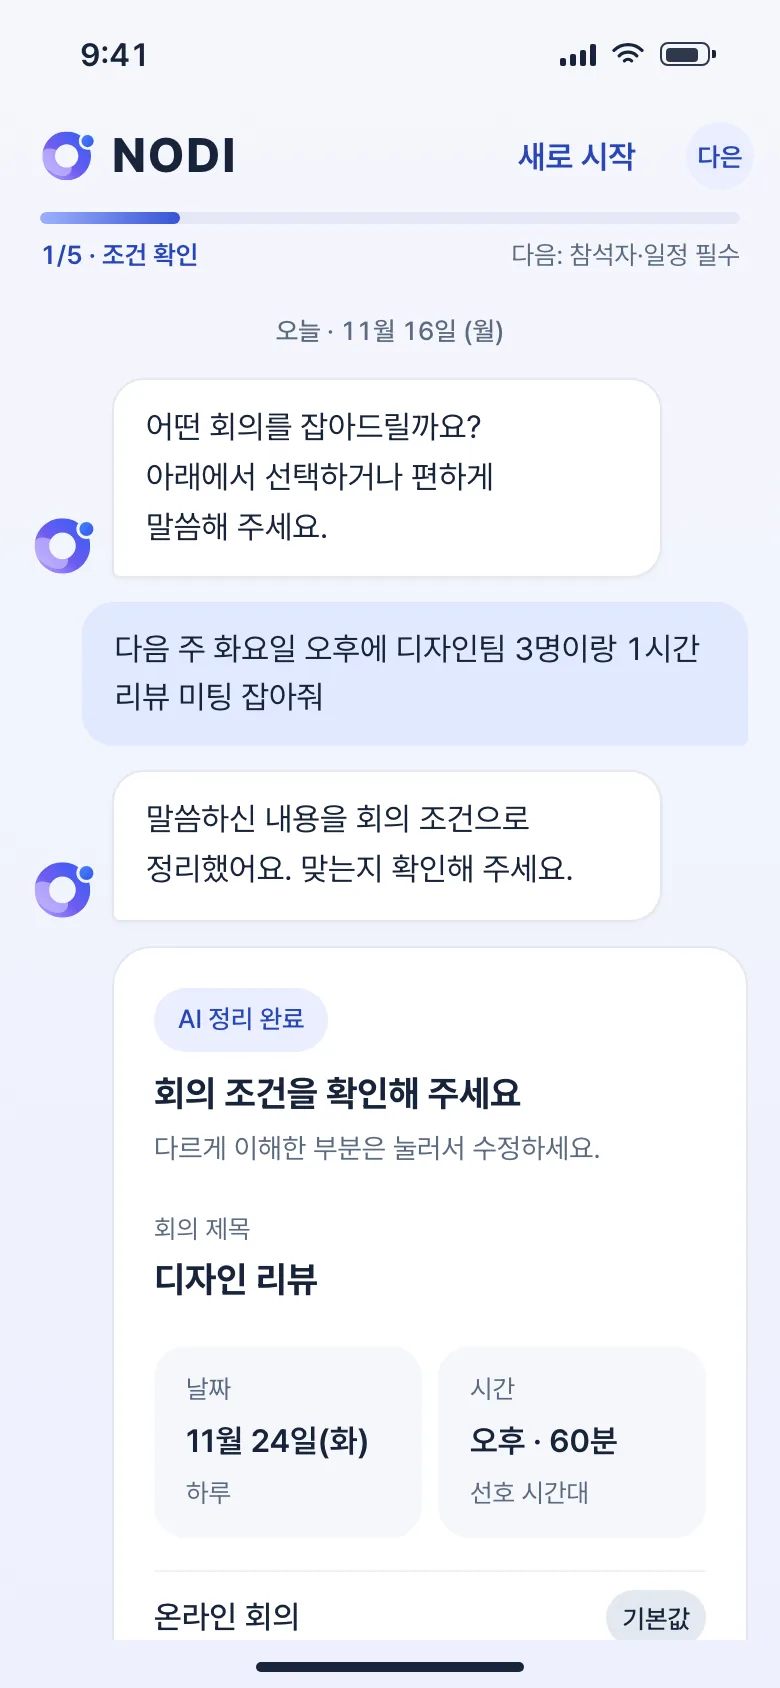 9:41
NODI
새로 시작
다은
1/5 · 조건 확인
다음: 참석자·일정 필수
오늘 · 11월 16일 (월)
어떤 회의를 잡아드릴까요?
아래에서 선택하거나 편하게
말씀해 주세요.
다음 주 화요일 오후에 디자인팀 3명이랑 1시간
리뷰 미팅 잡아줘
말씀하신 내용을 회의 조건으로
정리했어요. 맞는지 확인해 주세요.
AI 정리 완료
회의 조건을 확인해 주세요
다르게 이해한 부분은 눌러서 수정하세요.
회의 제목
디자인 리뷰
날짜
11월 24일(화)
하루
시간
오후 · 60분
선호 시간대
온라인 회의
기본값